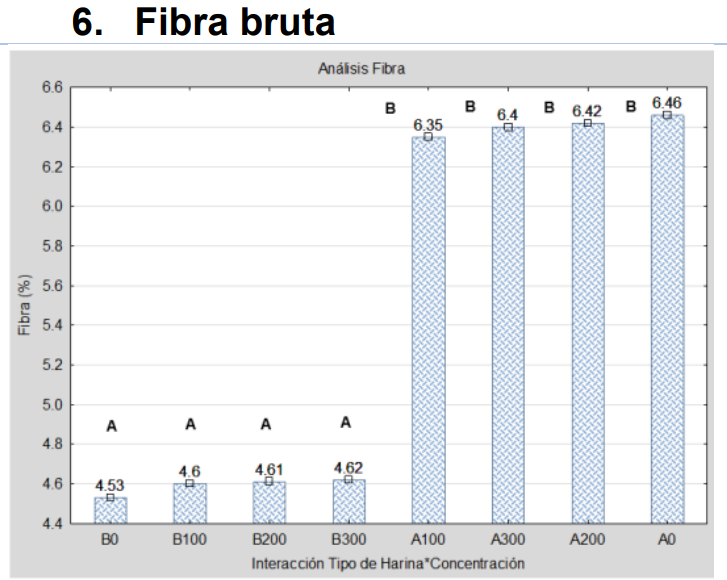 6. Fibra bruta
Análisis Fibra
6.6
6.4
6.2
6.0
5.8
5.6
5.4
5.2
5.0
4.8
4.6
4.4
Fibra (%)
A A A A B B B B
4.53 4.6 4.61 4.62 6.35 6.4 6.42 6.46
B0 B100 B200 B300 A100 A300 A200 A0
Interacción Tipo de Harina*Concentración